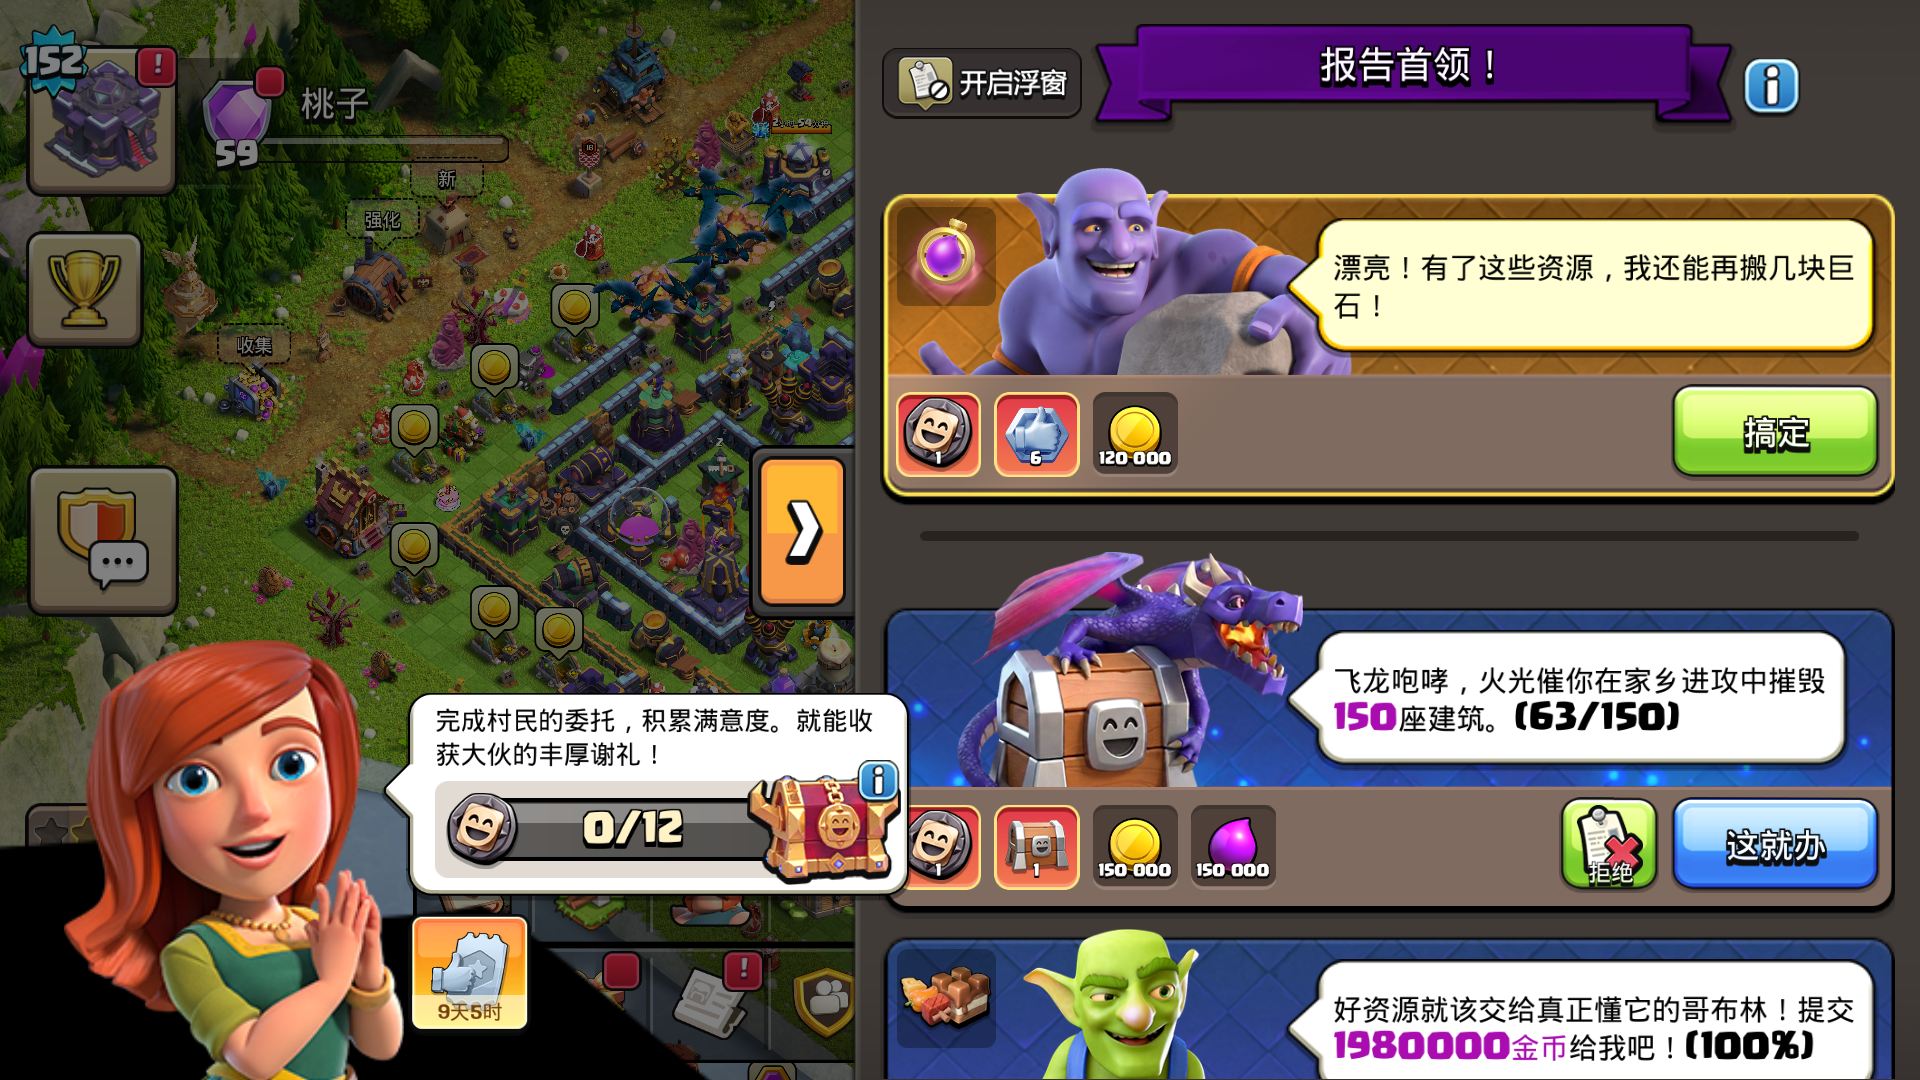 152
桃子
59
新
强化
收集
开启浮窗
报告首领！
漂亮！有了这些资源，我还能再搬几块巨
石！
1
6
120 000
搞定
飞龙咆哮，火光催你在家乡进攻中摧毁
150座建筑。(63/150)
1
1
150 000
150 000
拒绝
这就办
完成村民的委托，积累满意度。就能收
获大伙的丰厚谢礼！
0/12
9天5时
好资源就该交给真正懂它的哥布林！提交
1980000金币给我吧！(100%)